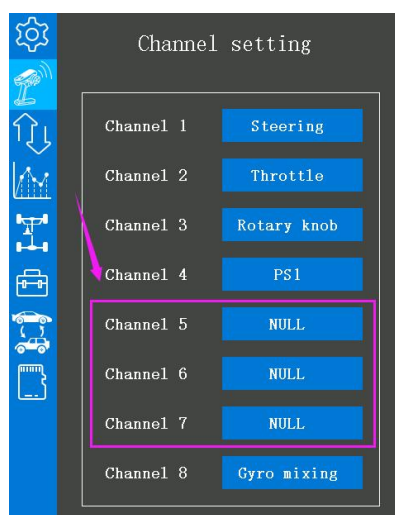 Channel setting
Channel 1 Steering
Channel 2 Throttle
Channel 3 Rotary knob
Channel 4 PS1
Channel 5 NULL
Channel 6 NULL
Channel 7 NULL
Channel 8 Gyro mixing